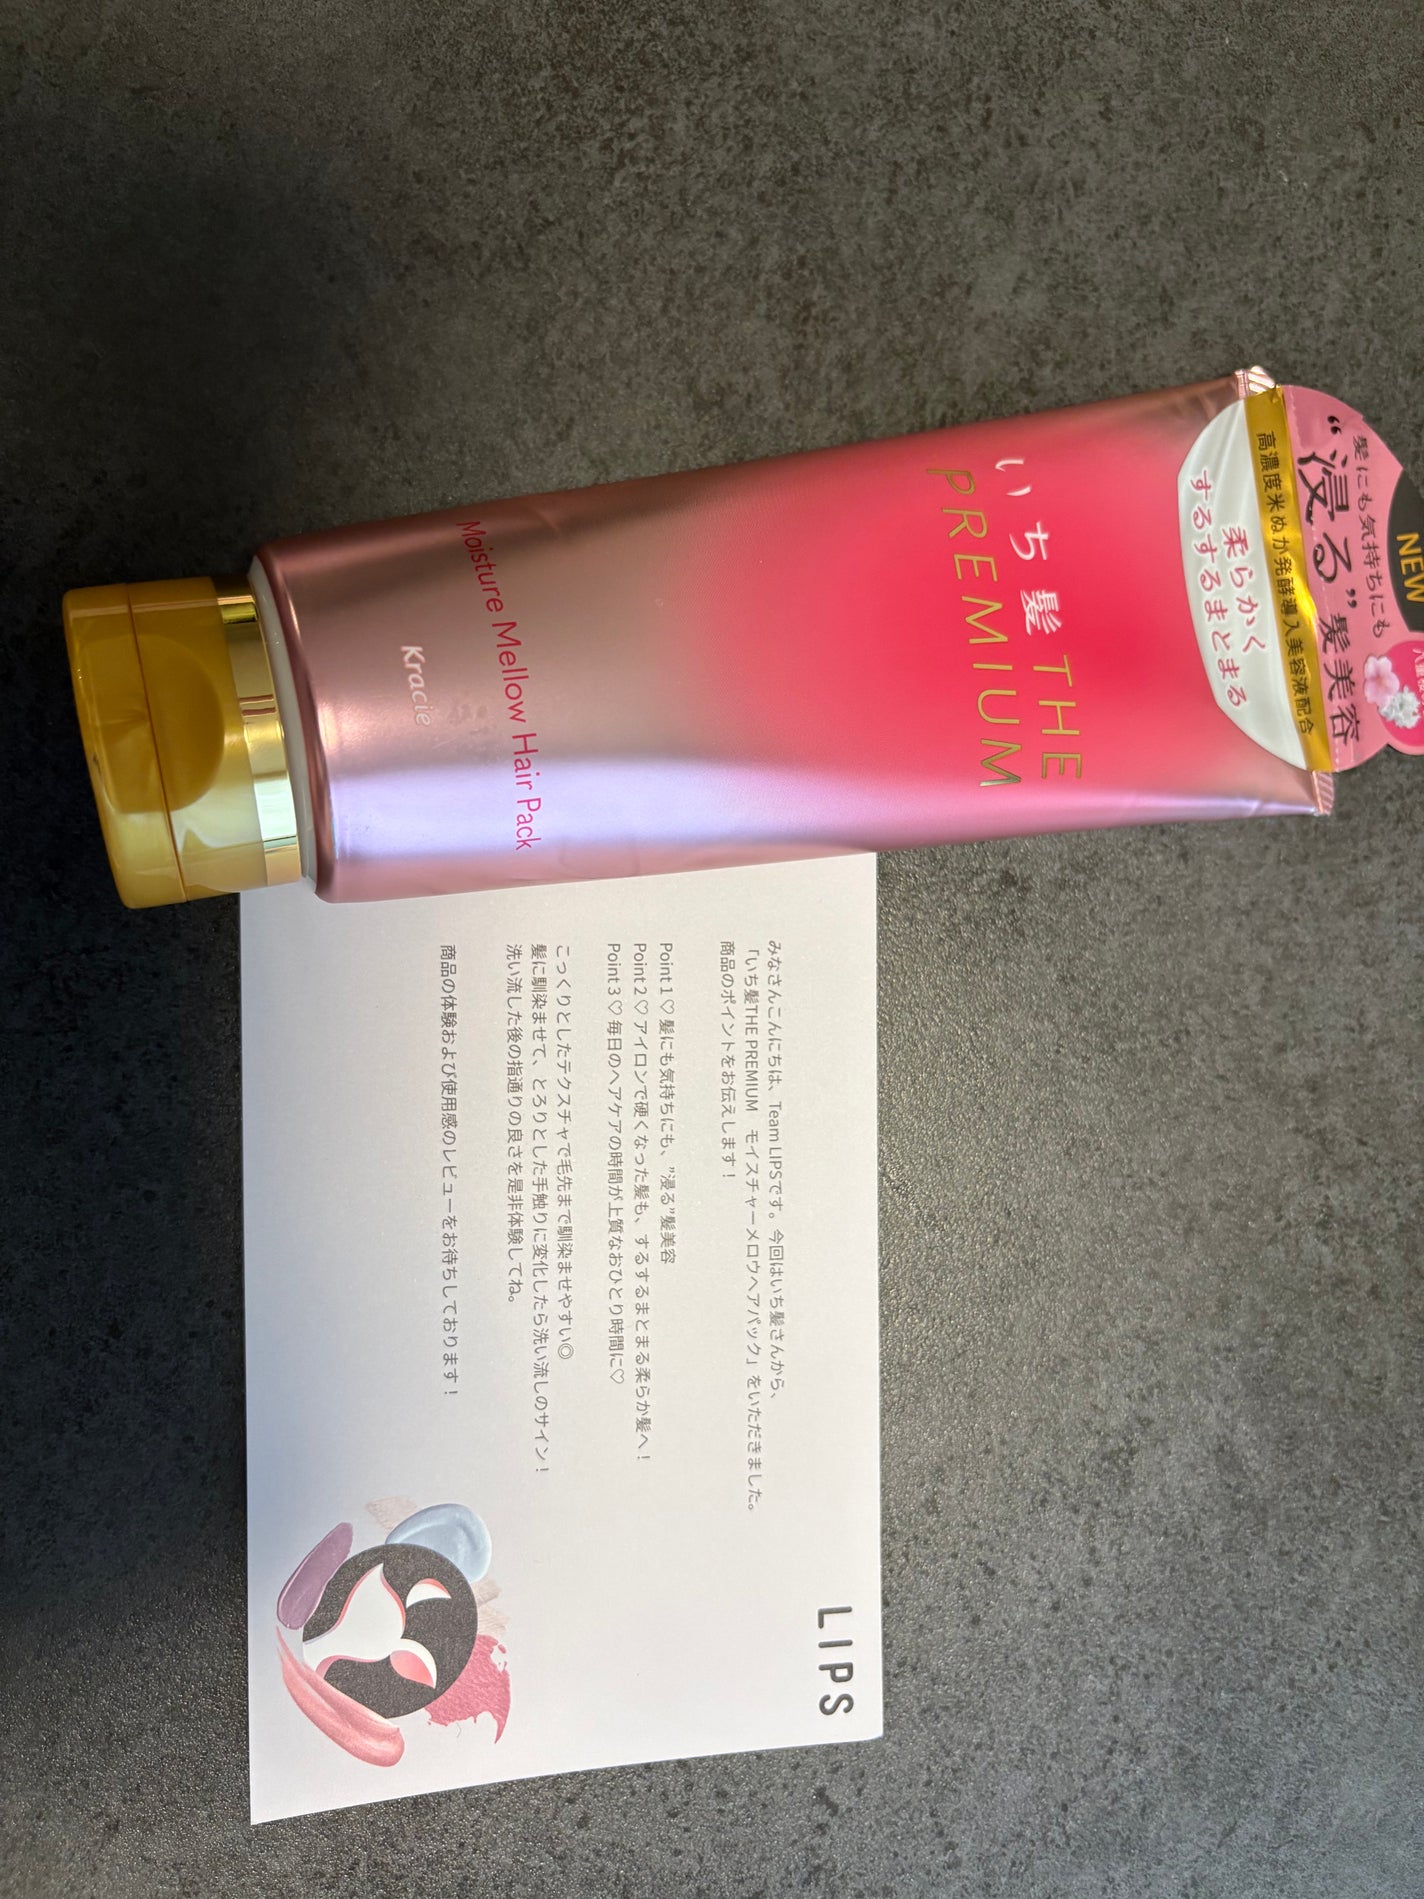 NEW
髪にも気持ちにも
“浸る”髪美容
高濃度米ぬか発酵導入美容液配合
柔らかく
するするまとまる
いち髪 THE
PREMIUM
Moisture Mellow Hair Pack
Kracie
LIPS
みなさんこんにちは、Team LIPSです。今回はいち髪さんから、
「いち髪THE PREMIUM　モイスチャーメロウヘアパック」をいただきました。
商品のポイントをお伝えします！
Point１♡髪にも気持ちにも、”浸る”髪美容
Point２♡アイロンで硬くなった髪も、するするまとまる柔らか髪へ！
Point３♡毎日のヘアケアの時間が上質なおひとり時間に♡
こっくりとしたテクスチャで毛先まで馴染ませやすい◎
髪に馴染ませて、とろりとした手触りに変化したら洗い流しのサイン！
洗い流した後の指通りの良さを是非体験してね。
商品の体験および使用感のレビューをお待ちしております！